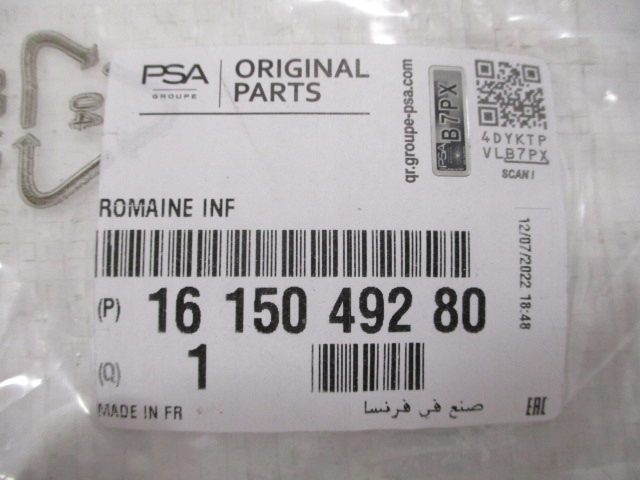 PSA
GROUPE
ORIGINAL
PARTS
qr.groupe-psa.com
PSA
B7PX
4DYKTP
VLB7PX
SCAN!
ROMAINE INF
12/07/2022 18:48
(P) 16 150 492 80
(Q) 1
MADE IN FR
صنع في فرنسا
EAC
04